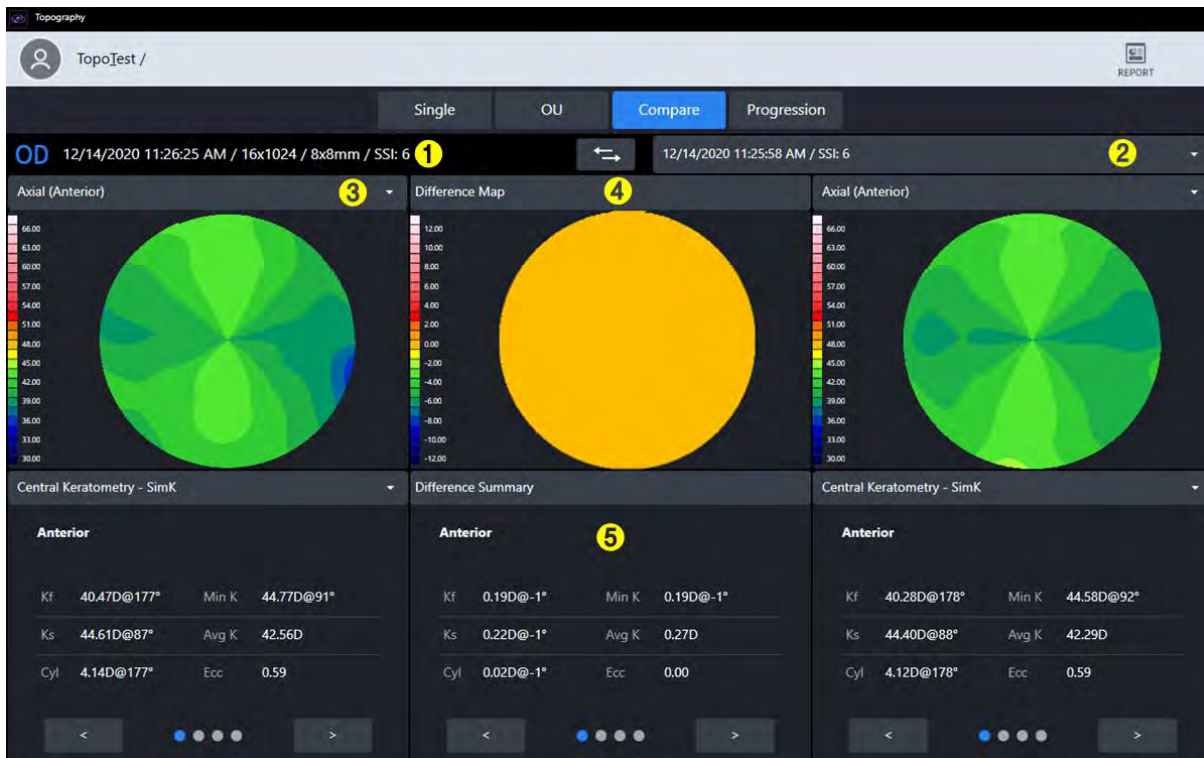 Topography
TopoTest /
REPORT
Single OU Compare Progression
OD 12/14/2020 11:26:25 AM / 16x1024 / 8x8mm / SSI: 6 1
12/14/2020 11:25:58 AM / SSI: 6 2
Axial (Anterior) 3
66.00
63.00
60.00
57.00
54.00
51.00
48.00
45.00
42.00
39.00
36.00
33.00
30.00
Difference Map 4
12.00
10.00
8.00
6.00
4.00
2.00
0.00
-2.00
-4.00
-6.00
-8.00
-10.00
-12.00
Axial (Anterior)
66.00
63.00
60.00
57.00
54.00
51.00
48.00
45.00
42.00
39.00
36.00
33.00
30.00
Central Keratometry - SimK
Anterior
Kf 40.47D@177° Min K 44.77D@91°
Ks 44.61D@87° Avg K 42.56D
Cyl 4.14D@177° Ecc 0.59
< >
Difference Summary
Anterior 5
Kf 0.19D@-1° Min K 0.19D@-1°
Ks 0.22D@-1° Avg K 0.27D
Cyl 0.02D@-1° Ecc 0.00
< >
Central Keratometry - SimK
Anterior
Kf 40.28D@178° Min K 44.58D@92°
Ks 44.40D@88° Avg K 42.29D
Cyl 4.12D@178° Ecc 0.59
< >